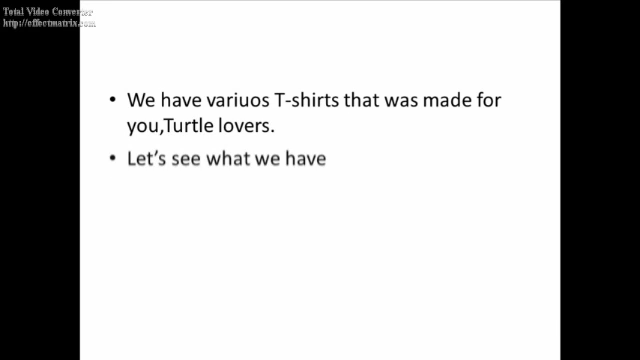 Total Video Converter
http://effectmatrix.com
• We have variuos T-shirts that was made for
you,Turtle lovers.
• Let’s see what we have